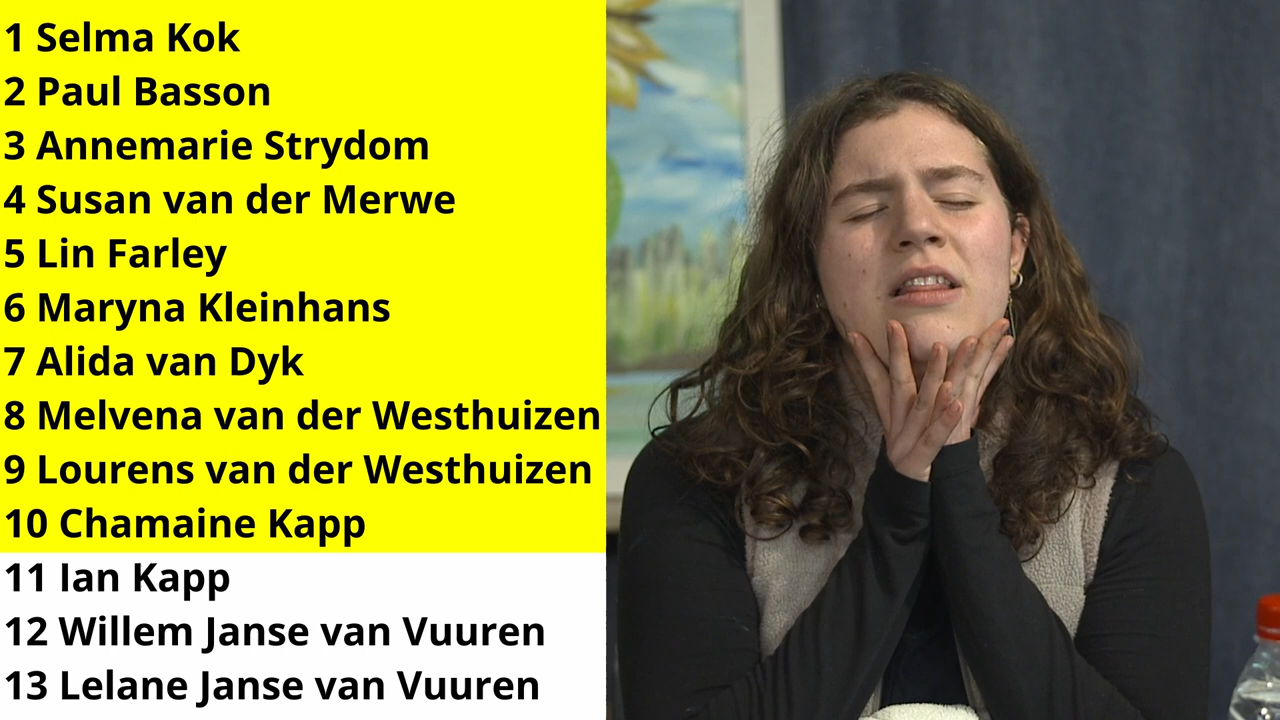 1 Selma Kok
2 Paul Basson
3 Annemarie Strydom
4 Susan van der Merwe
5 Lin Farley
6 Maryna Kleinhans
7 Alida van Dyk
8 Melvena van der Westhuizen
9 Lourens van der Westhuizen
10 Chamaine Kapp
11 Ian Kapp
12 Willem Janse van Vuuren
13 Lelane Janse van Vuuren